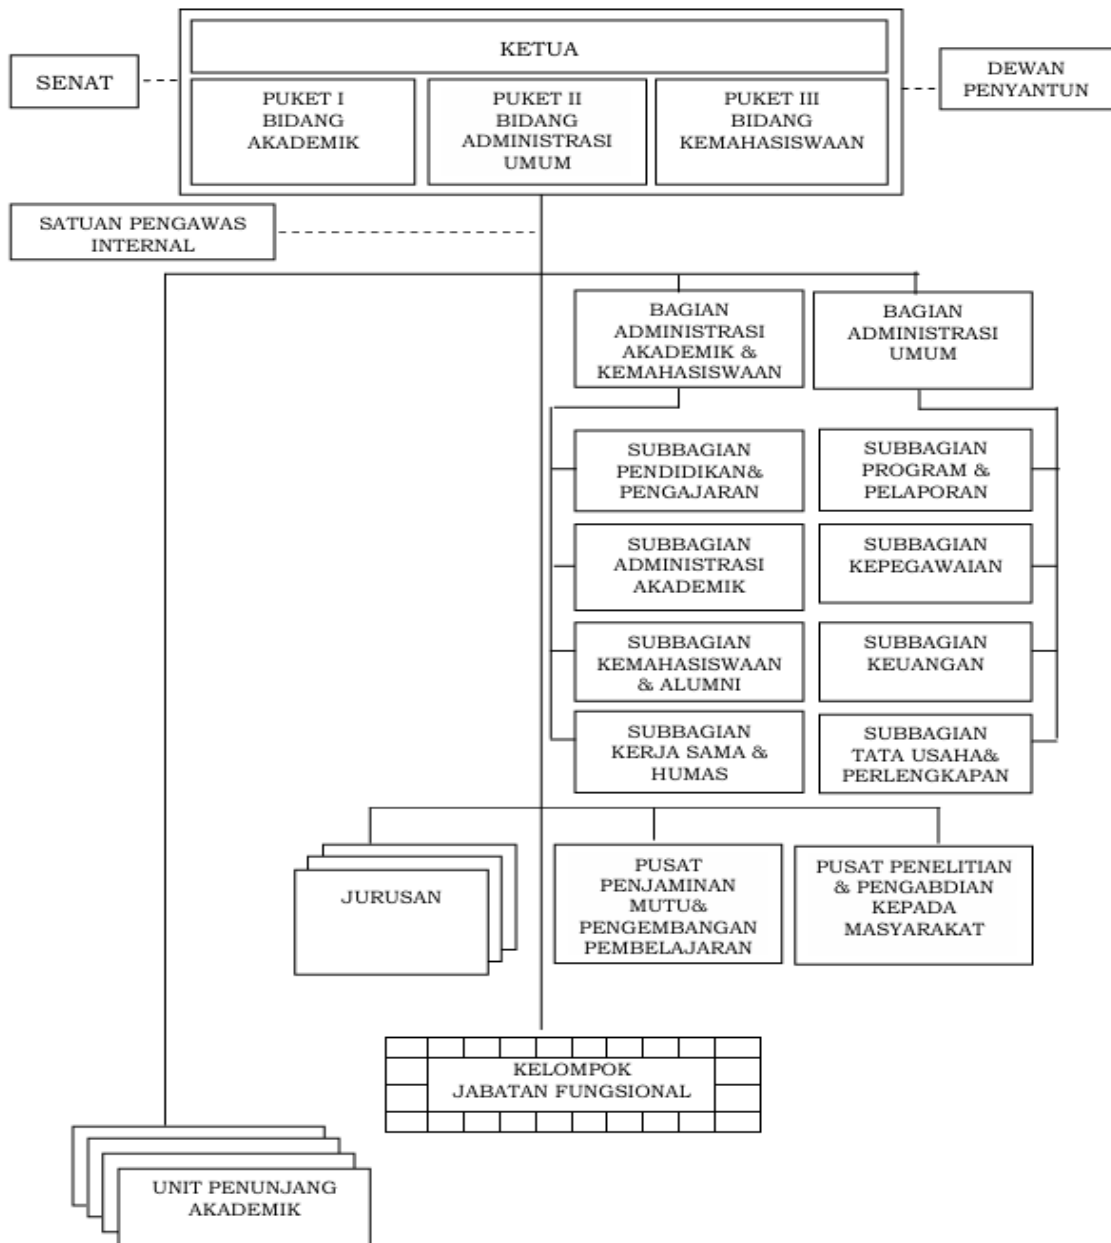 KETUA
SENAT
DEWAN
PENYANTUN
PUKET I
BIDANG
AKADEMIK
PUKET II
BIDANG
ADMINISTRASI
UMUM
PUKET III
BIDANG
KEMAHASISWAAN
SATUAN PENGAWAS
INTERNAL
BAGIAN
ADMINISTRASI
AKADEMIK &
KEMAHASISWAAN
BAGIAN
ADMINISTRASI
UMUM
SUBBAGIAN
PENDIDIKAN&
PENGAJARAN
SUBBAGIAN
PROGRAM &
PELAPORAN
SUBBAGIAN
ADMINISTRASI
AKADEMIK
SUBBAGIAN
KEPEGAWAIAN
SUBBAGIAN
KEMAHASISWAAN
& ALUMNI
SUBBAGIAN
KEUANGAN
SUBBAGIAN
KERJA SAMA &
HUMAS
SUBBAGIAN
TATA USAHA&
PERLENGKAPAN
JURUSAN
PUSAT
PENJAMINAN
MUTU&
PENGEMBANGAN
PEMBELAJARAN
PUSAT PENELITIAN
& PENGABDIAN
KEPADA
MASYARAKAT
KELOMPOK
JABATAN FUNGSIONAL
UNIT PENUNJANG
AKADEMIK